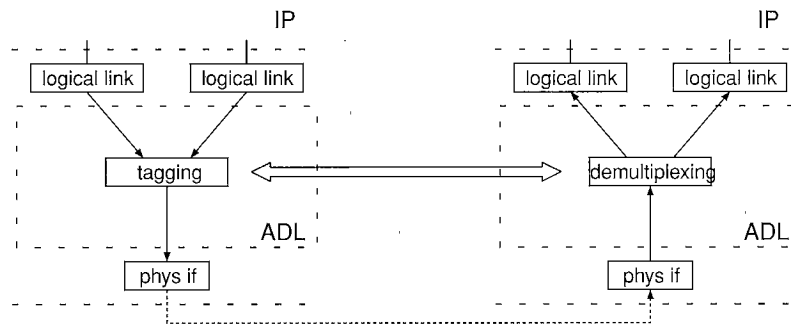 IP
IP
logical link
logical link
logical link
logical link
tagging
demultiplexing
ADL
ADL
phys if
phys if